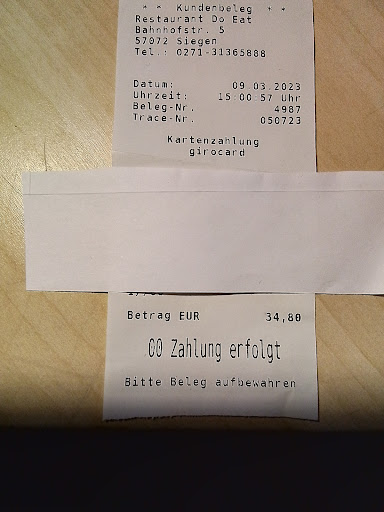 * * Kundenbeleg * *
Restaurant Do Eat
Bahnhofstr. 5
57072 Siegen
Tel.: 0271-31365888
Datum: 09.03.2023
Uhrzeit: 15:00:57 Uhr
Beleg-Nr. 4987
Trace-Nr. 050723
Kartenzahlung
girocard
Betrag EUR 34,80
00 Zahlung erfolgt
Bitte Beleg aufbewahren